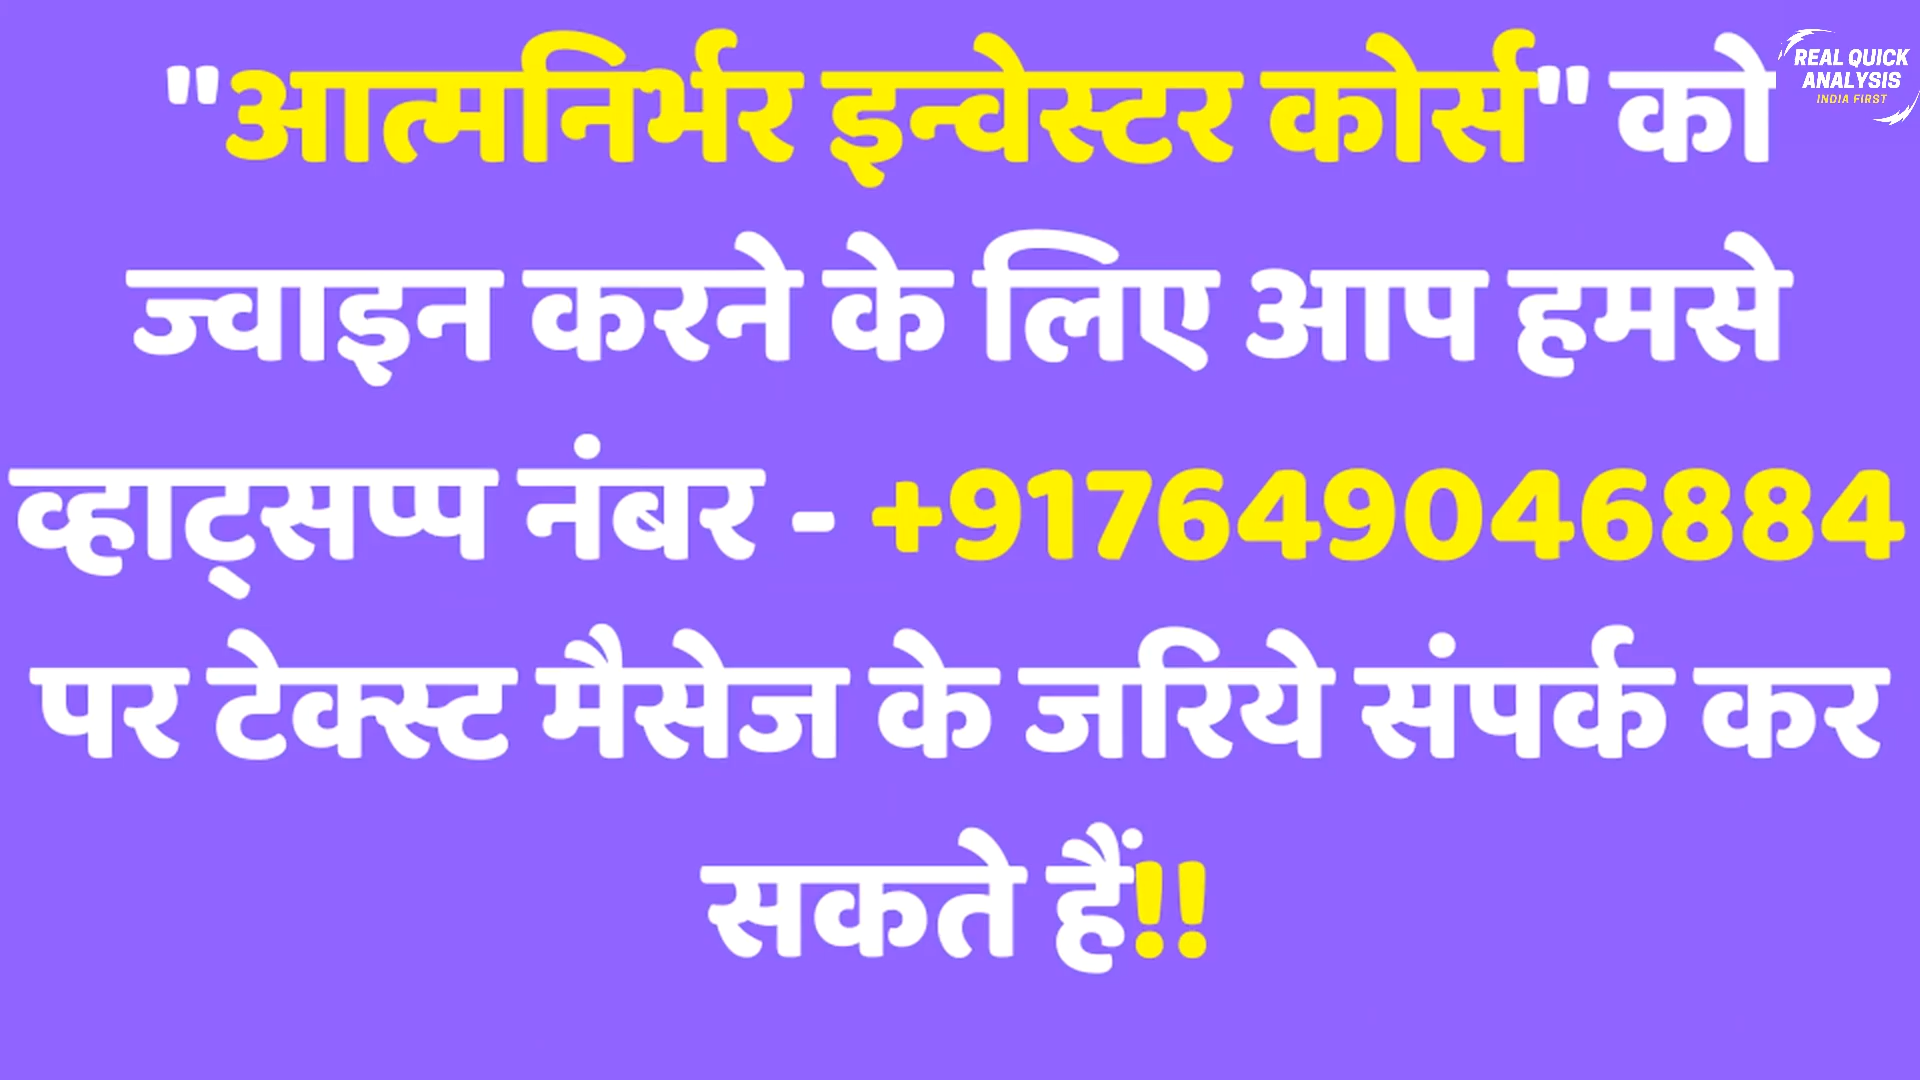 "आत्मनिर्भर इन्वेस्टर कोर्स" को
ज्वाइन करने के लिए आप हमसे
व्हाट्सप्प नंबर - +917649046884
पर टेक्स्ट मैसेज के जरिये संपर्क कर
सकते हैं!!
REAL QUICK
ANALYSIS
INDIA FIRST